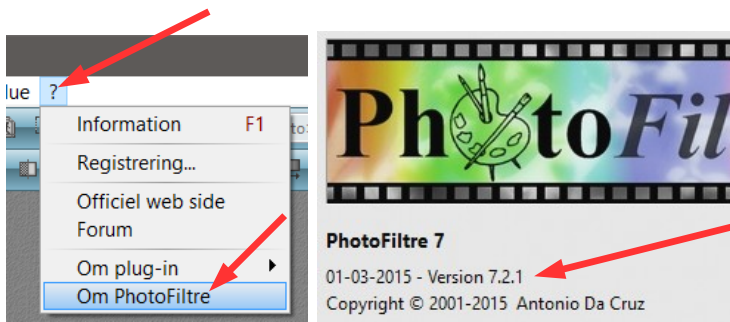 lue ?
Information F1
Registrering...
Officiel web side
Forum
Om plug-in
Om PhotoFiltre
PhotoFil
PhotoFiltre 7
01-03-2015 - Version 7.2.1
Copyright © 2001-2015 Antonio Da Cruz